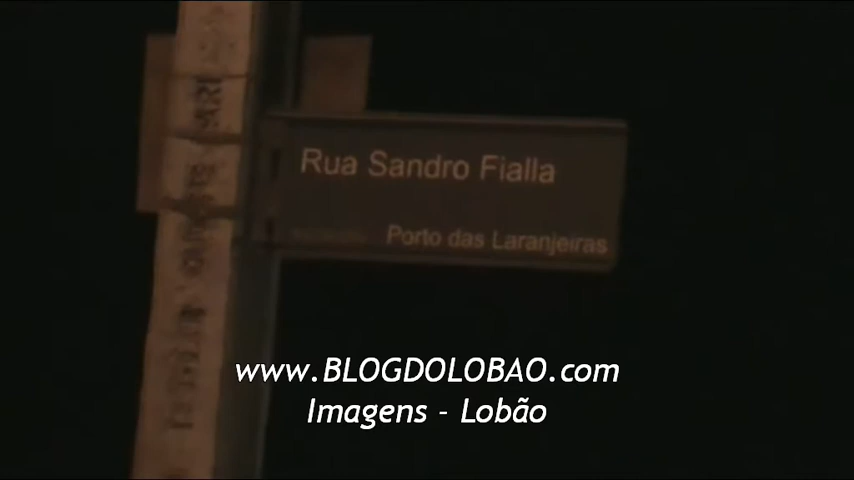 Rua Sandro Fialla
Porto das Laranjeiras
www.BLOGDOLOBAO.com
Imagens - Lobão